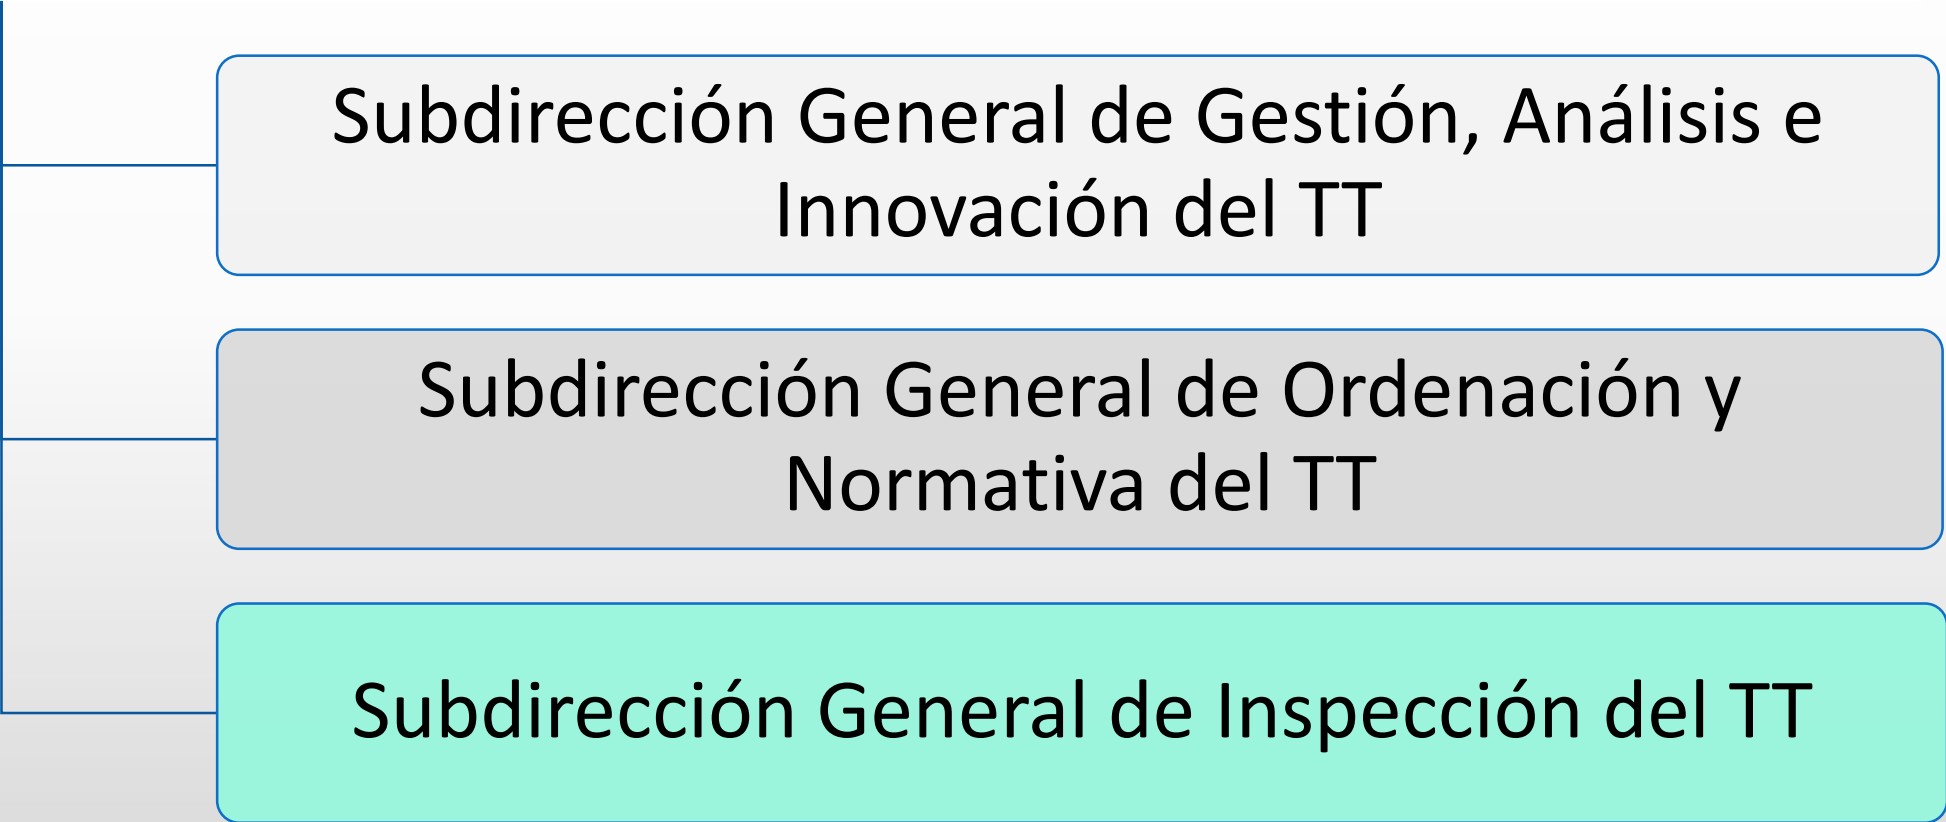 Subdirección General de Gestión, Análisis e
Innovación del TT
Subdirección General de Ordenación y
Normativa del TT
Subdirección General de Inspección del TT